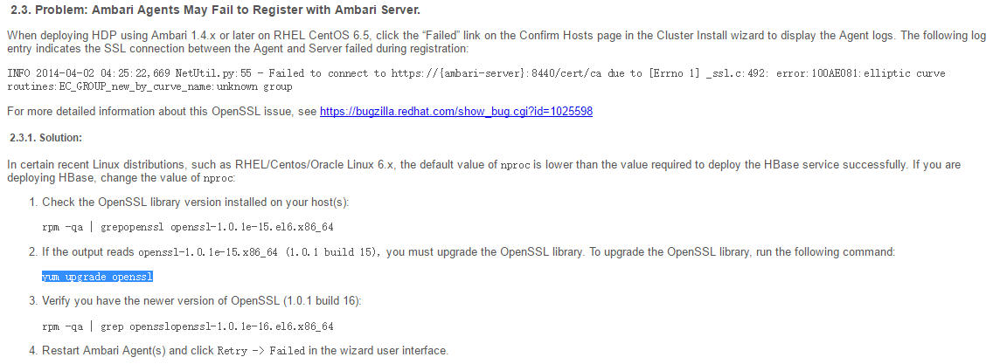 2.3. Problem: Ambari Agents May Fail to Register with Ambari Server.
When deploying HDP using Ambari 1.4.x or later on RHEL CentOS 6.5, click the “Failed” link on the Confirm Hosts page in the Cluster Install wizard to display the Agent logs. The following log
entry indicates the SSL connection between the Agent and Server failed during registration:
INFO 2014-04-02 04:25:22,669 NetUtil.py:55 - Failed to connect to https://{ambari-server}:8440/cert/ca due to [Errno 1] _ssl.c:492: error:100AE081:elliptic curve
routines:EC_GROUP_new_by_curve_name:unknown group
For more detailed information about this OpenSSL issue, see https://bugzilla.redhat.com/show_bug.cgi?id=1025598
2.3.1. Solution:
In certain recent Linux distributions, such as RHEL/Centos/Oracle Linux 6.x, the default value of nproc is lower than the value required to deploy the HBase service successfully. If you are
deploying HBase, change the value of nproc:
1. Check the OpenSSL library version installed on your host(s):
rpm -qa | grepopenssl openssl-1.0.1e-15.el6.x86_64
2. If the output reads openssl-1.0.1e-15.x86_64 (1.0.1 build 15), you must upgrade the OpenSSL library. To upgrade the OpenSSL library, run the following command:
yum upgrade openssl
3. Verify you have the newer version of OpenSSL (1.0.1 build 16):
rpm -qa | grep opensslopenssl-1.0.1e-16.el6.x86_64
4. Restart Ambari Agent(s) and click Retry -> Failed in the wizard user interface.